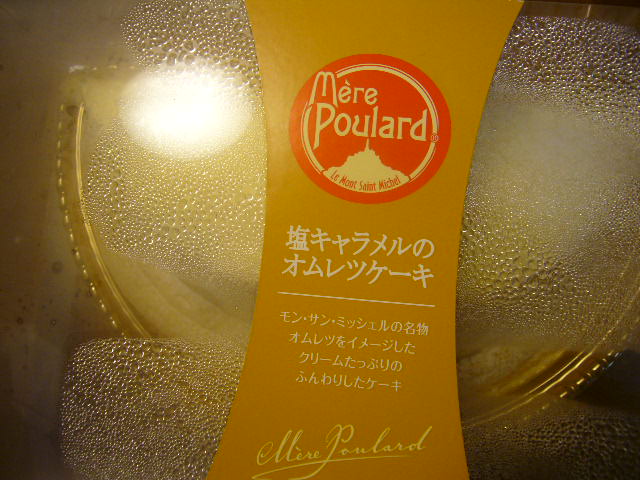 Mère
Poulard
Le Mont Saint Michel
塩キャラメルの
オムレツケーキ
モン・サン・ミッシェルの名物
オムレツをイメージした
クリームたっぷりの
ふんわりしたケーキ
Mère Poulard